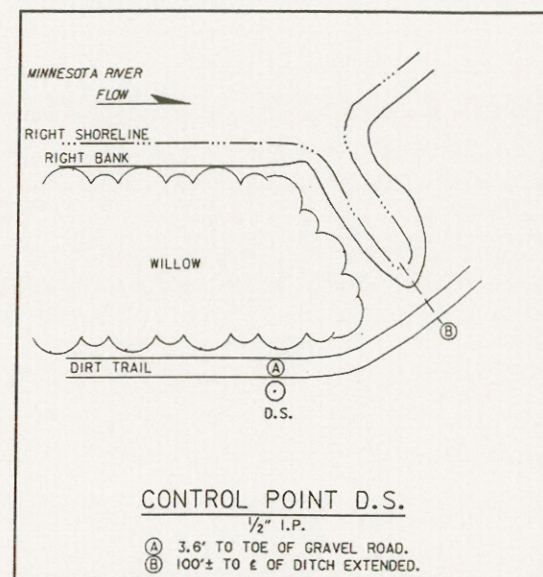 MINNESOTA RIVER
FLOW
RIGHT SHORELINE
RIGHT BANK
WILLOW
B
DIRT TRAIL
A
D.S.
CONTROL POINT D.S.
½" I.P.
A 3.6' TO TOE OF GRAVEL ROAD.
B 100'± TO ₤ OF DITCH EXTENDED.